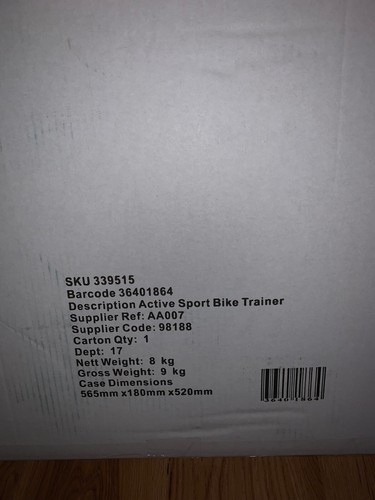 SKU 339515
Barcode 36401864
Description Active Sport Bike Trainer
Supplier Ref: AA007
Supplier Code: 98188
Carton Qty: 1
Dept: 17
Nett Weight: 8 kg
Gross Weight: 9 kg
Case Dimensions
565mm x180mm x520mm
36401864